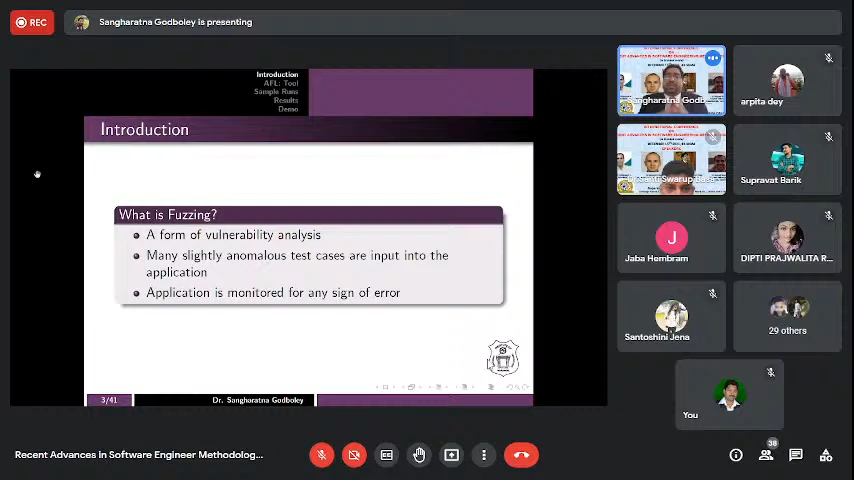 REC
Sangharatna Godboley is presenting
Introduction
AFL: Tool
Sample Runs
Results
Demo
Introduction
What is Fuzzing?
A form of vulnerability analysis
Many slightly anomalous test cases are input into the
application
Application is monitored for any sign of error
3/41
Dr. Sangharatna Godboley
Sangharatna Godb...
arpita dey
Supravat Barik
J
Jaba Hembram
DIPTI PRAJWALITA R...
Santoshini Jena
29 others
You
Recent Advances in Software Engineer Methodolog...
38